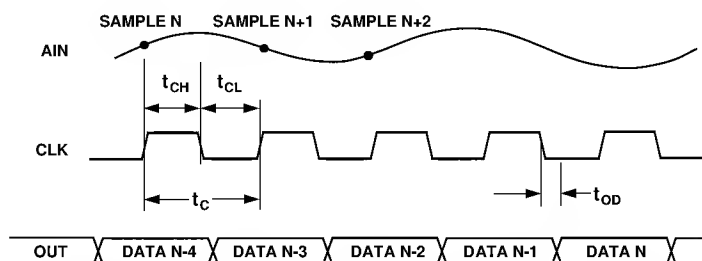 SAMPLE N SAMPLE N+1 SAMPLE N+2
AIN
tCH tCL
CLK
tC
tOD
OUT DATA N-4 DATA N-3 DATA N-2 DATA N-1 DATA N